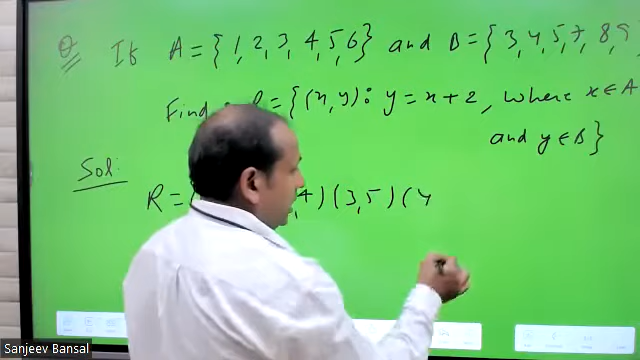 Q If A = { 1, 2, 3, 4, 5, 6 } and B = { 3, 4, 5, 7, 8, 9,
Find : R = { (x, y) : y = x + 2, where x ∈ A
and y ∈ B }
Sol:
R = , 4 ) ( 3, 5 ) ( 4
Sanjeev Bansal